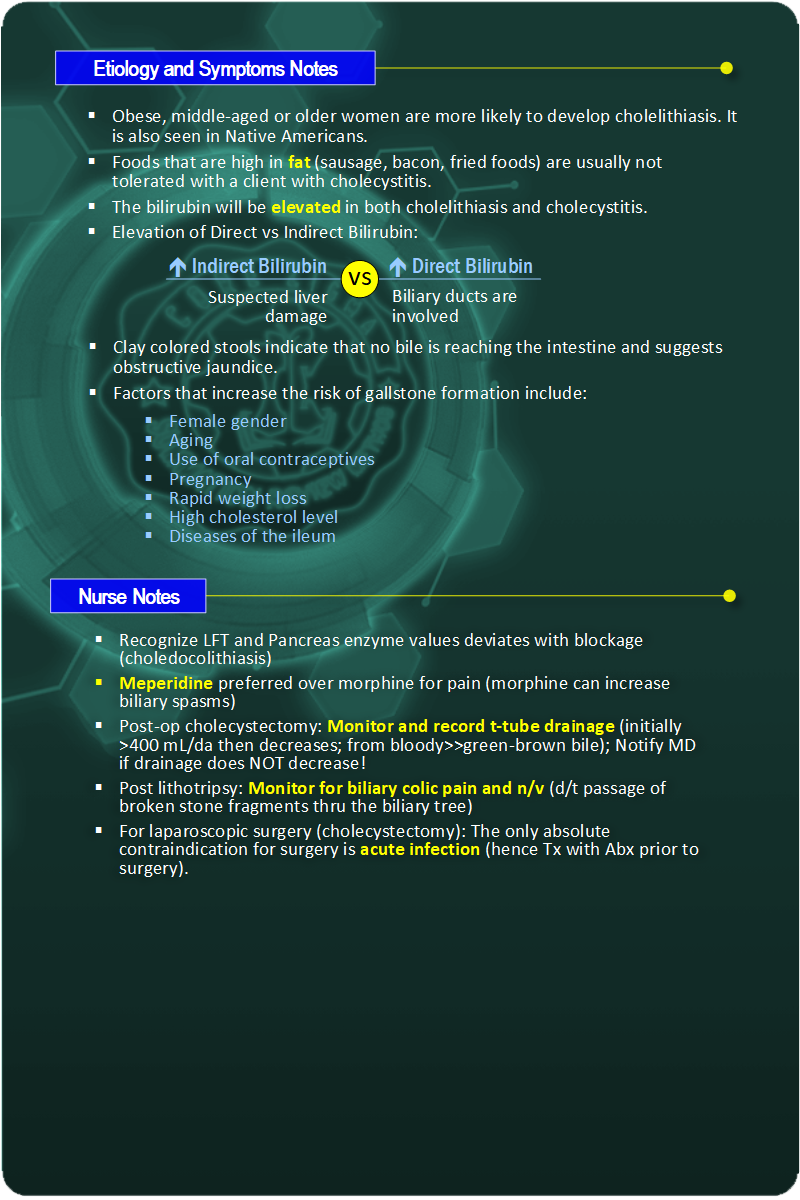 Etiology and Symptoms Notes
▪ Obese, middle-aged or older women are more likely to develop cholelithiasis. It
is also seen in Native Americans.
▪ Foods that are high in fat (sausage, bacon, fried foods) are usually not
tolerated with a client with cholecystitis.
▪ The bilirubin will be elevated in both cholelithiasis and cholecystitis.
▪ Elevation of Direct vs Indirect Bilirubin:
↑ Indirect Bilirubin VS ↑ Direct Bilirubin
Suspected liver
damage
Biliary ducts are
involved
▪ Clay colored stools indicate that no bile is reaching the intestine and suggests
obstructive jaundice.
▪ Factors that increase the risk of gallstone formation include:
▪ Female gender
▪ Aging
▪ Use of oral contraceptives
▪ Pregnancy
▪ Rapid weight loss
▪ High cholesterol level
▪ Diseases of the ileum
Nurse Notes
▪ Recognize LFT and Pancreas enzyme values deviates with blockage
(choledocolithiasis)
▪ Meperidine preferred over morphine for pain (morphine can increase
biliary spasms)
▪ Post-op cholecystectomy: Monitor and record t-tube drainage (initially
>400 mL/da then decreases; from bloody>>green-brown bile); Notify MD
if drainage does NOT decrease!
▪ Post lithotripsy: Monitor for biliary colic pain and n/v (d/t passage of
broken stone fragments thru the biliary tree)
▪ For laparoscopic surgery (cholecystectomy): The only absolute
contraindication for surgery is acute infection (hence Tx with Abx prior to
surgery).